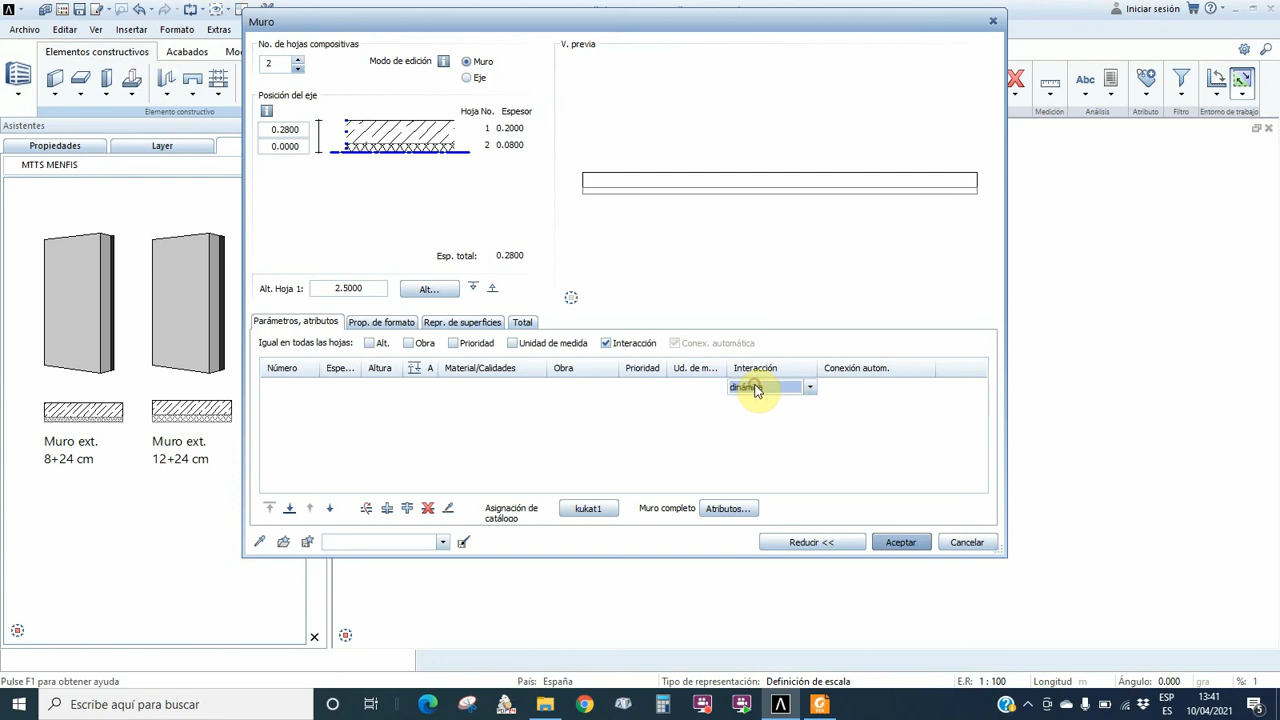 Muro
Iniciar sesión
Archivo Editar Ver Insertar Formato Extras
Elementos constructivos Acabados
Elemento constructivo
Medición Análisis Atributo Filtro Entorno de trabajo
Abc
Asistentes
Propiedades Layer
MTTS MENFIS
Muro ext.
8+24 cm
Muro ext.
12+24 cm
No. de hojas compositivas
2
Modo de edición
Muro
Eje
Posición del eje
0.2800
0.0000
Hoja No. Espesor
1 0.2000
2 0.0800
Esp. total: 0.2800
Alt. Hoja 1: 2.5000 Alt...
V. previa
Parámetros, atributos Prop. de formato Repr. de superficies Total
Igual en todas las hojas: Alt. Obra Prioridad Unidad de medida Interacción Conex. automática
Número Espe... Altura A Material/Calidades Obra Prioridad Ud. de m... Interacción Conexión autom.
Asignación de
catálogo
kukat1
Muro completo Atributos...
Reducir << Aceptar Cancelar
Pulse F1 para obtener ayuda País: España Tipo de representación: Definición de escala E.R: 1 : 100 Longitud m Ángulo: 0.000 gra %: 1
Escribe aquí para buscar
ESP
ES
13:41
10/04/2021